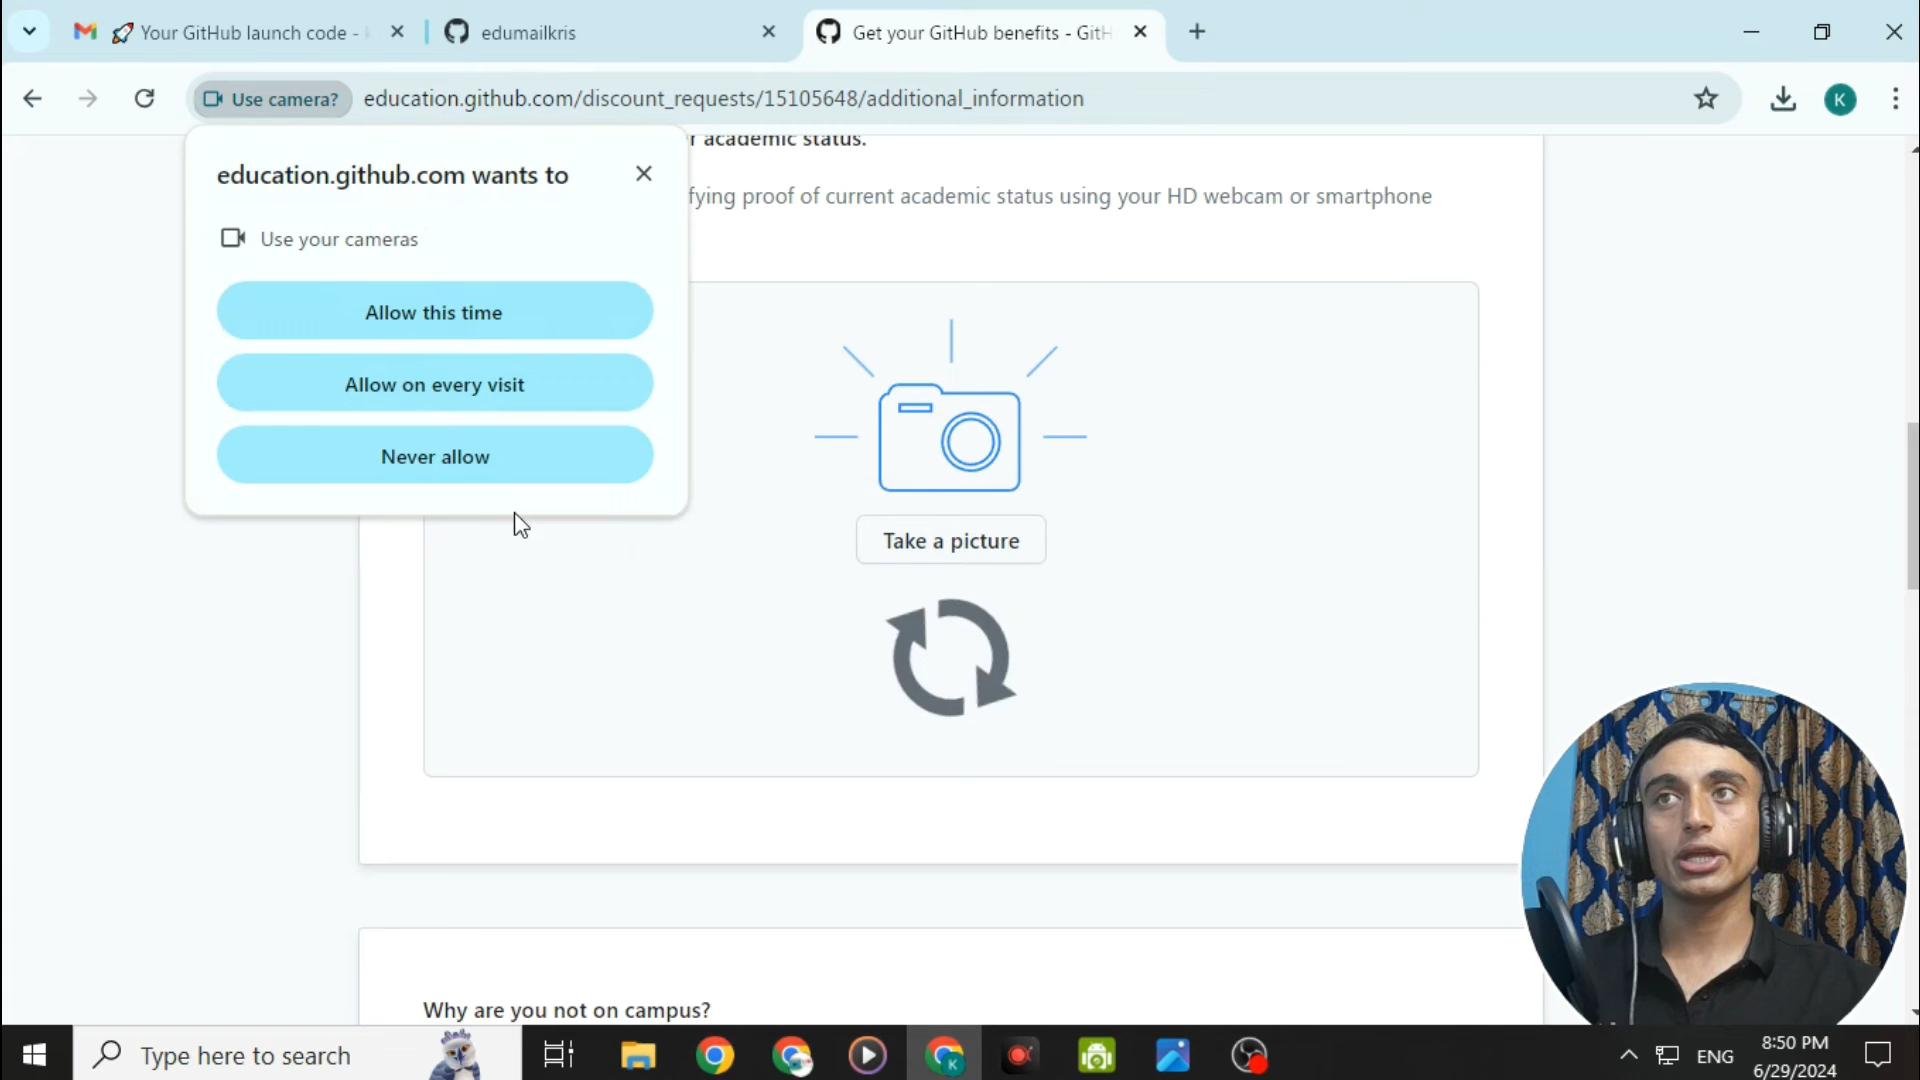 Your GitHub launch code -
edumailkris
Get your GitHub benefits - GitH
Use camera?
education.github.com/discount_requests/15105648/additional_information
K
r academic status.
education.github.com wants to
fying proof of current academic status using your HD webcam or smartphone
Use your cameras
Allow this time
Allow on every visit
Never allow
Take a picture
Why are you not on campus?
Type here to search
K
ENG
8:50 PM
6/29/2024